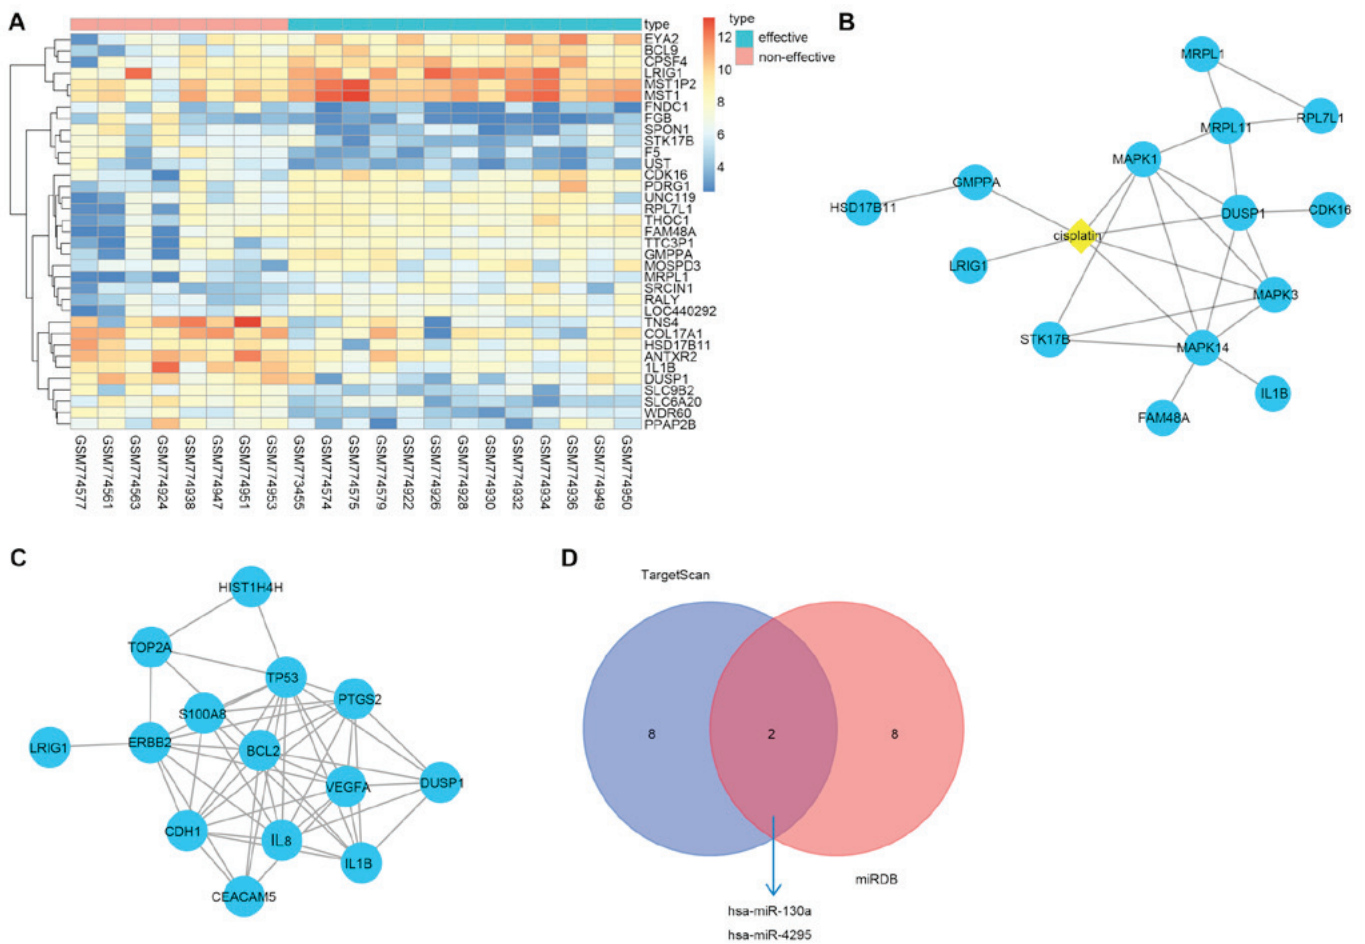 A
type
EYA2
BCL9
CPSF4
LRIG1
MST1P2
MST1
FNDC1
FGB
SPON1
STK17B
F5
UST
CDK16
PDRG1
UNC119
RPL7L1
THOC1
FAM48A
TTC3P1
GMPPA
MOSPD3
MRPL1
SRCIN1
RALY
LOC440292
TNS4
COL17A1
HSD17B11
ANTXR2
1L1B
DUSP1
SLC9B2
SLC6A20
WDR60
PPAP2B
type
12
10
8
6
4
effective
non-effective
GSM774577
GSM774561
GSM774563
GSM774924
GSM774938
GSM774947
GSM774951
GSM774953
GSM773455
GSM774574
GSM774575
GSM774579
GSM774922
GSM774926
GSM774928
GSM774930
GSM774932
GSM774934
GSM774936
GSM774949
GSM774950
B
MRPL1
RPL7L1
MRPL11
MAPK1
GMPPA
HSD17B11
DUSP1
CDK16
cisplatin
LRIG1
MAPK3
STK17B
MAPK14
IL1B
FAM48A
C
HIST1H4H
TOP2A
TP53
PTGS2
S100A8
LRIG1
ERBB2
BCL2
VEGFA
DUSP1
CDH1
IL8
IL1B
CEACAM5
D
TargetScan
8
2
8
miRDB
hsa-miR-130a
hsa-miR-4295